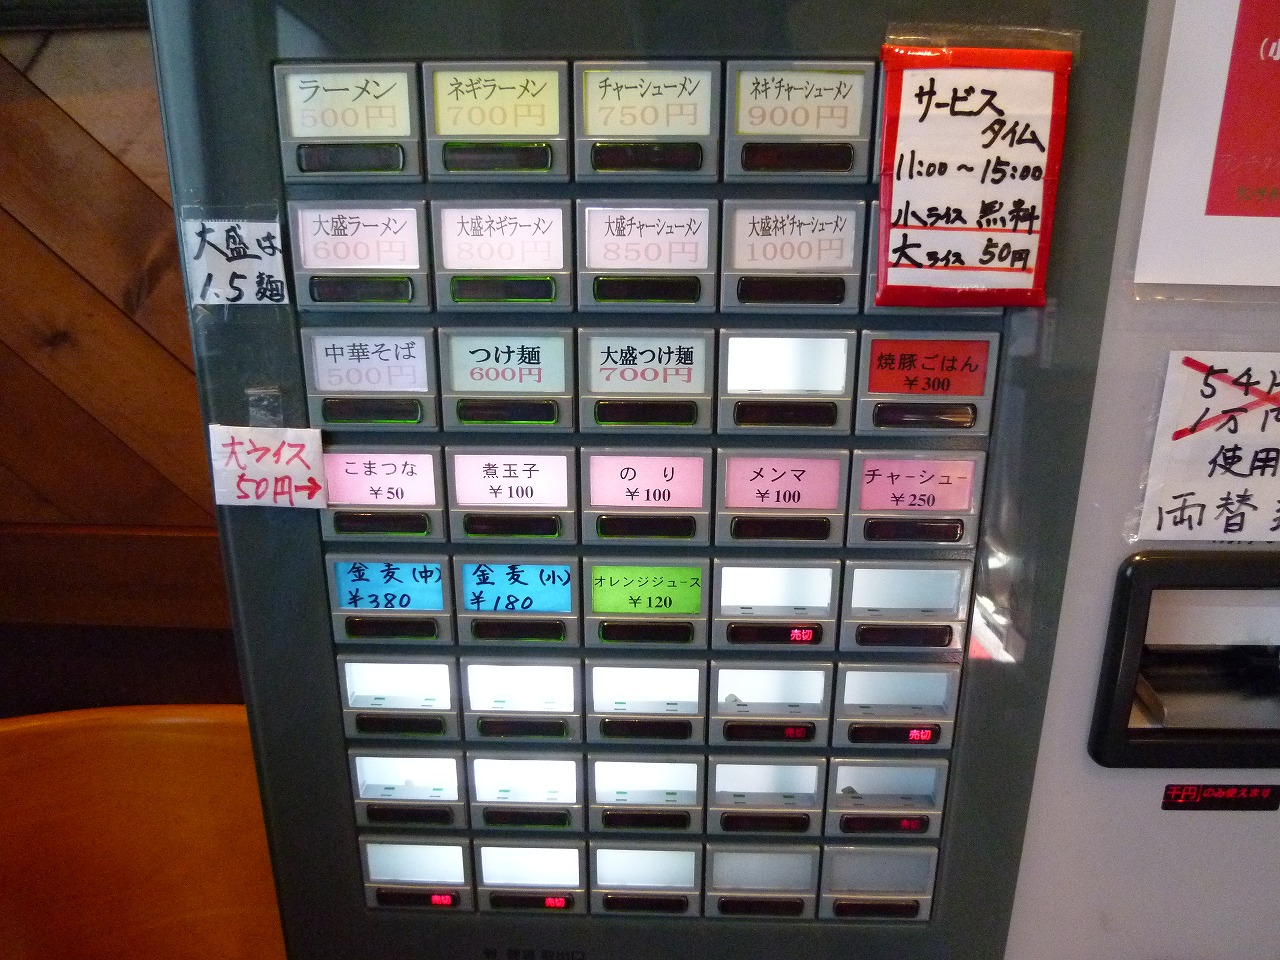 ラーメン
500円
ネギラーメン
700円
チャーシューメン
750円
ネギチャーシューメン
900円
サービス
タイム
11:00～15:00
小ライス 無料
大ライス 50円
大盛は
1.5麺
大盛ラーメン
600円
大盛ネギラーメン
800円
大盛チャーシューメン
850円
大盛ネギチャーシューメン
1000円
中華そば
500円
つけ麺
600円
大盛つけ麺
700円
焼豚ごはん
￥300
大ライス
50円→
こまつな
￥50
煮玉子
￥100
のり
￥100
メンマ
￥100
チャーシュー
￥250
金麦(中)
￥380
金麦(小)
￥180
オレンジジュース
￥120
売切
売切
売切
売切
売切
売切
54
1万円
使用
両替
千円のみ使えます